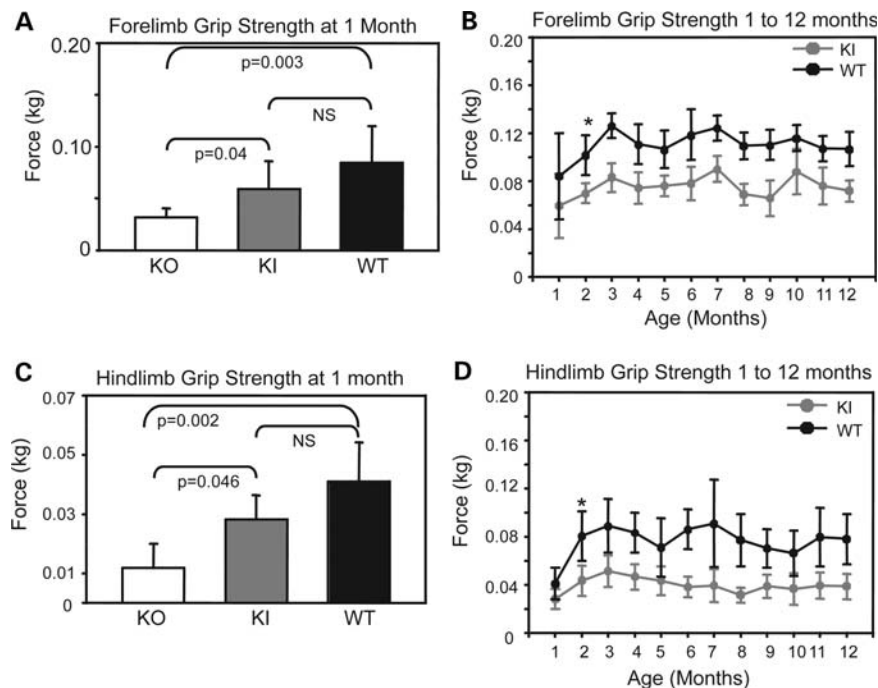 A
Forelimb Grip Strength at 1 Month
0.20
p=0.003
NS
0.10
p=0.04
Force (kg)
0
KO KI WT
B
Forelimb Grip Strength 1 to 12 months
0.20
KI
WT
0.16
*
0.12
Force (kg)
0.08
0.04
0
1 2 3 4 5 6 7 8 9 10 11 12
Age (Months)
C
Hindlimb Grip Strength at 1 month
0.07
p=0.002
NS
0.05
p=0.046
Force (kg)
0.03
0.01
0
KO KI WT
D
Hindlimb Grip Strength 1 to 12 months
0.20
KI
WT
0.16
0.12
*
Force (kg)
0.08
0.04
0
1 2 3 4 5 6 7 8 9 10 11 12
Age (Months)